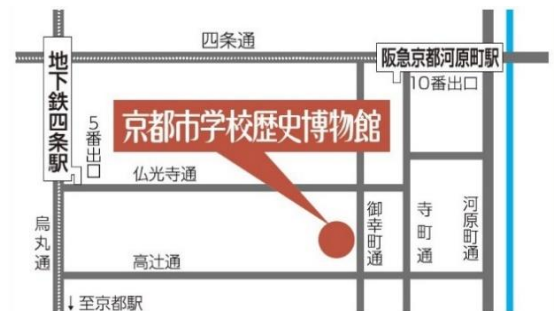 四条通
地下鉄四条駅
5番出口
阪急京都河原町駅
10番出口
京都市学校歴史博物館
仏光寺通
烏丸通
高辻通
御幸町通
寺町通
河原町通
↓至京都駅